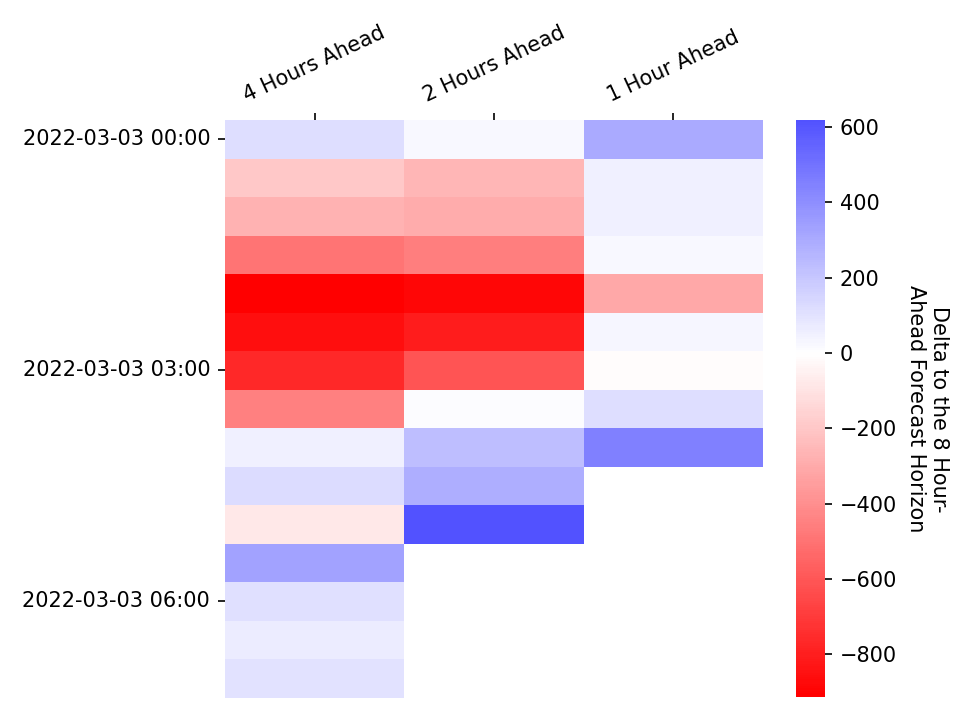 4 Hours Ahead
2 Hours Ahead
1 Hour Ahead
2022-03-03 00:00
2022-03-03 03:00
2022-03-03 06:00
600
400
200
0
−200
−400
−600
−800
Delta to the 8 Hour-
Ahead Forecast Horizon